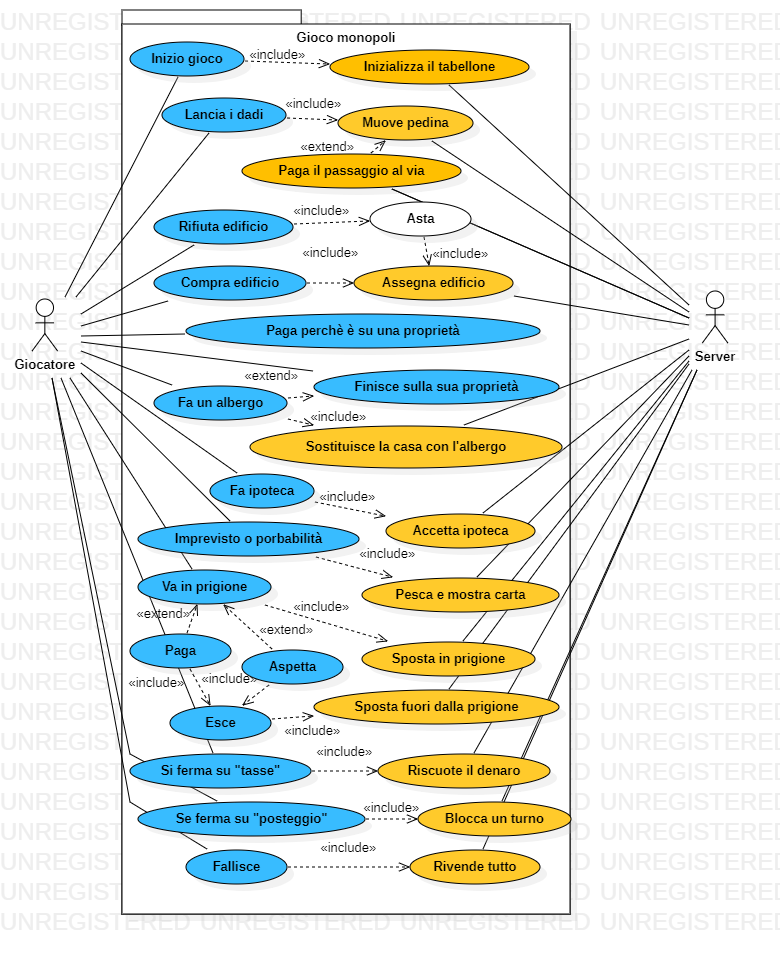 Gioco monopoli
Inizio gioco
«include»
Inizializza il tabellone
Lancia i dadi
«include»
Muove pedina
«extend»
Paga il passaggio al via
Rifiuta edificio
«include»
Asta
«include»
«include»
Compra edificio
Assegna edificio
Paga perchè è su una proprietà
Giocatore
Server
«extend»
Finisce sulla sua proprietà
Fa un albergo
«include»
Sostituisce la casa con l'albergo
Fa ipoteca
«include»
Accetta ipoteca
Imprevisto o porbabilità
«include»
Pesca e mostra carta
Va in prigione
«include»
«extend»
«extend»
Paga
Aspetta
Sposta in prigione
«include»
«include»
Esce
Sposta fuori dalla prigione
«include»
Si ferma su "tasse"
«include»
Riscuote il denaro
Se ferma su "posteggio"
«include»
Blocca un turno
Fallisce
«include»
Rivende tutto
UNREGISTERED UNREGISTERED UNREGISTERED UNREGISTERED